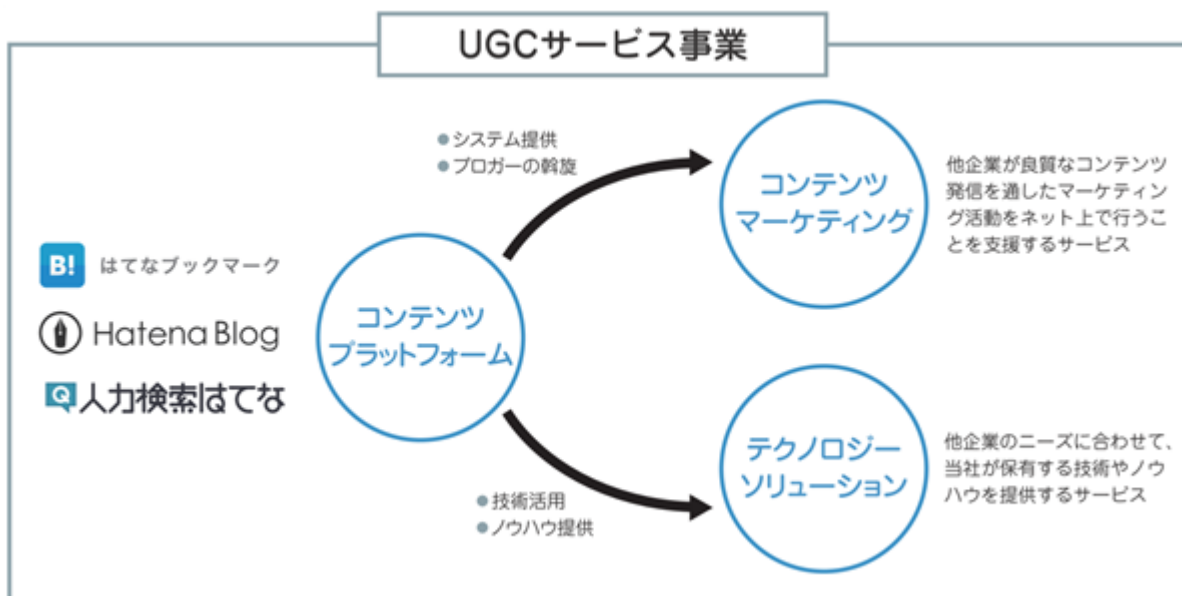 UGCサービス事業
●システム提供
●ブロガーの斡旋
コンテンツ
マーケティング
他企業が良質なコンテンツ
発信を通したマーケティン
グ活動をネット上で行うこ
とを支援するサービス
B! はてなブックマーク
Hatena Blog
Q人力検索はてな
コンテンツ
プラットフォーム
●技術活用
●ノウハウ提供
テクノロジー
ソリューション
他企業のニーズに合わせて、
当社が保有する技術やノウ
ハウを提供するサービス